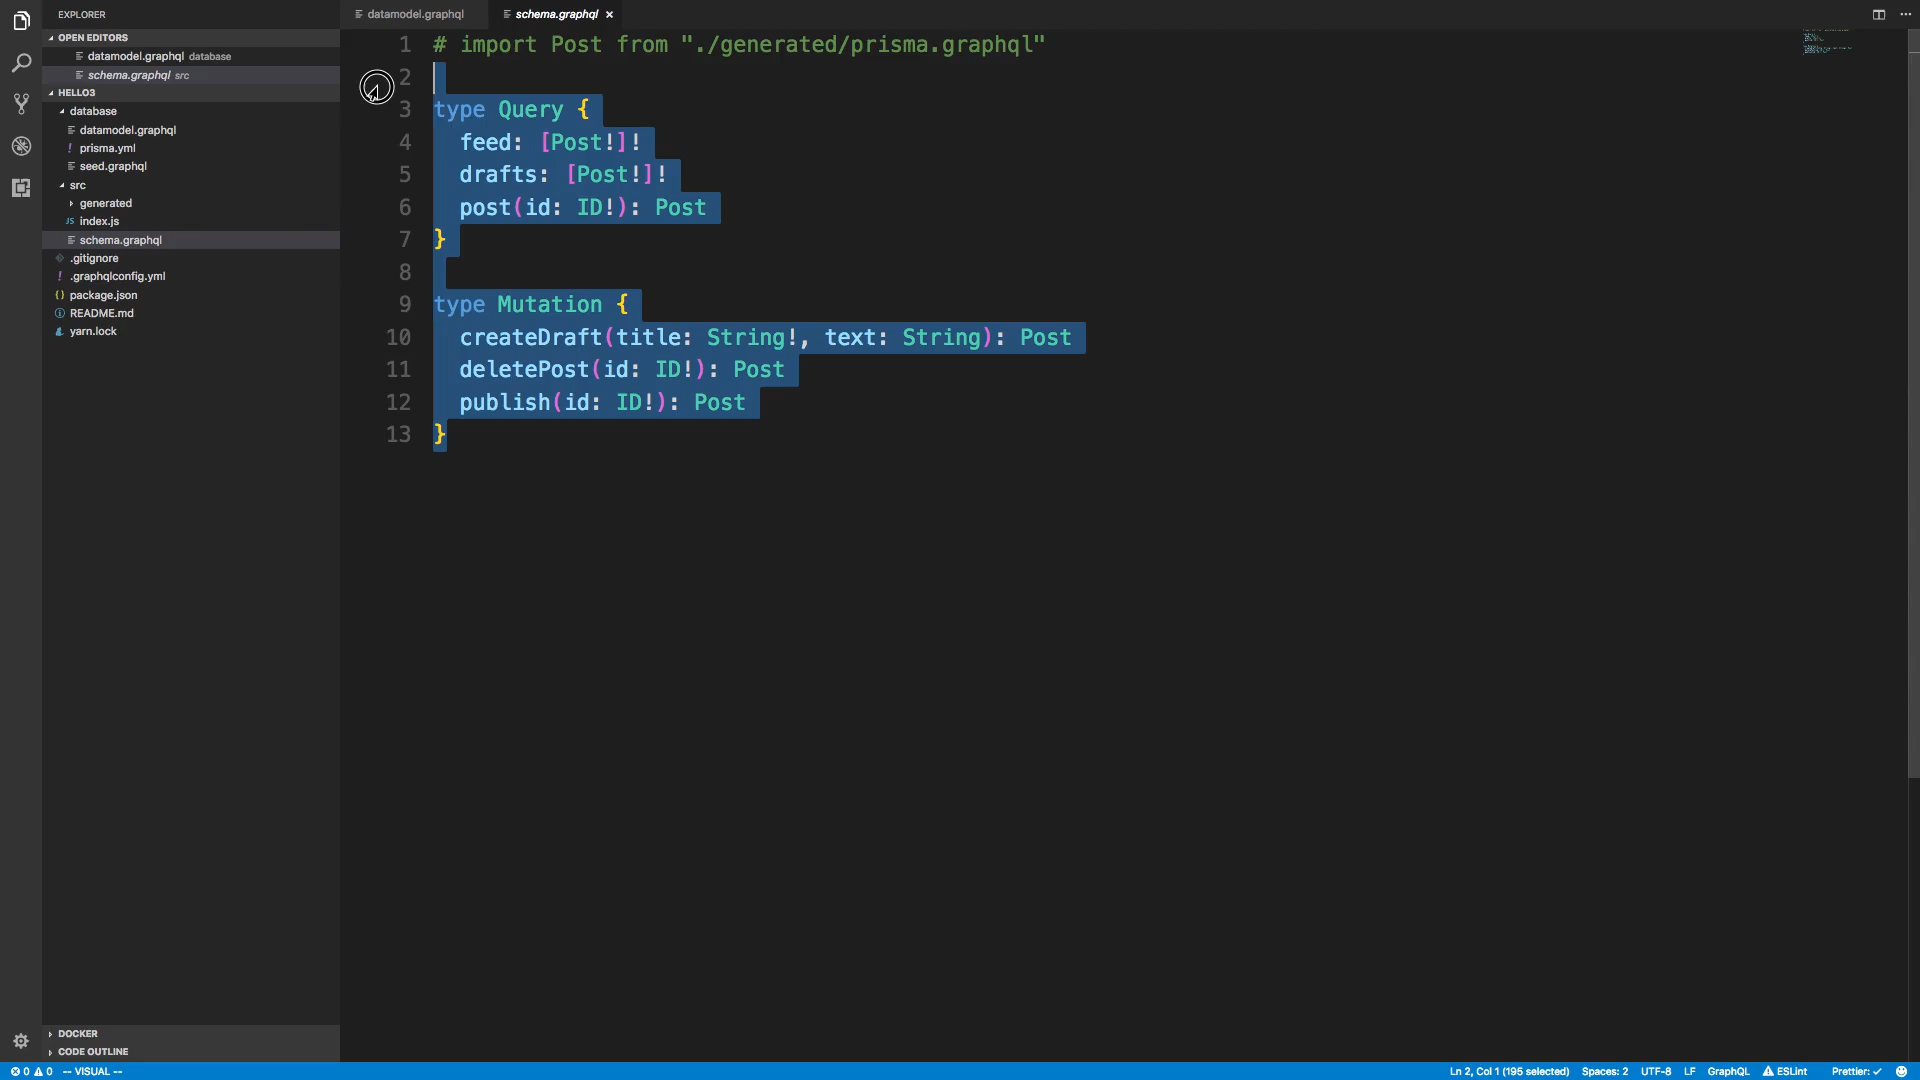 EXPLORER
OPEN EDITORS
datamodel.graphql database
schema.graphql src
HELLO3
database
datamodel.graphql
! prisma.yml
seed.graphql
src
generated
JS index.js
schema.graphql
.gitignore
! .graphqlconfig.yml
{} package.json
README.md
yarn.lock
DOCKER
CODE OUTLINE
datamodel.graphql
schema.graphql ×
1 # import Post from "./generated/prisma.graphql"
2
3 type Query {
4 feed: [Post!]!
5 drafts: [Post!]!
6 post(id: ID!): Post
7 }
8
9 type Mutation {
10 createDraft(title: String!, text: String): Post
11 deletePost(id: ID!): Post
12 publish(id: ID!): Post
13 }
0 0 -- VISUAL --
Ln 2, Col 1 (195 selected) Spaces: 2 UTF-8 LF GraphQL ESLint Prettier: ✓